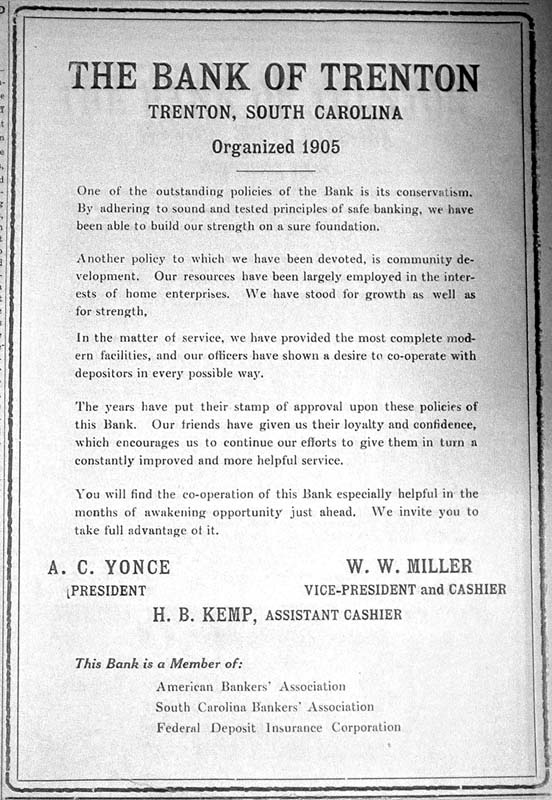 THE BANK OF TRENTON
TRENTON, SOUTH CAROLINA
Organized 1905
One of the outstanding policies of the Bank is its conservatism.
By adhering to sound and tested principles of safe banking, we have
been able to build our strength on a sure foundation.
Another policy to which we have been devoted, is community de-
velopment. Our resources have been largely employed in the inter-
ests of home enterprises. We have stood for growth as well as
for strength,
In the matter of service, we have provided the most complete mod-
ern facilities, and our officers have shown a desire to co-operate with
depositors in every possible way.
The years have put their stamp of approval upon these policies of
this Bank. Our friends have given us their loyalty and confidence,
which encourages us to continue our efforts to give them in turn a
constantly improved and more helpful service.
You will find the co-operation of this Bank especially helpful in the
months of awakening opportunity just ahead. We invite you to
take full advantage of it.
A. C. YONCE W. W. MILLER
PRESIDENT VICE-PRESIDENT and CASHIER
H. B. KEMP, ASSISTANT CASHIER
This Bank is a Member of:
American Bankers' Association
South Carolina Bankers' Association
Federal Deposit Insurance Corporation